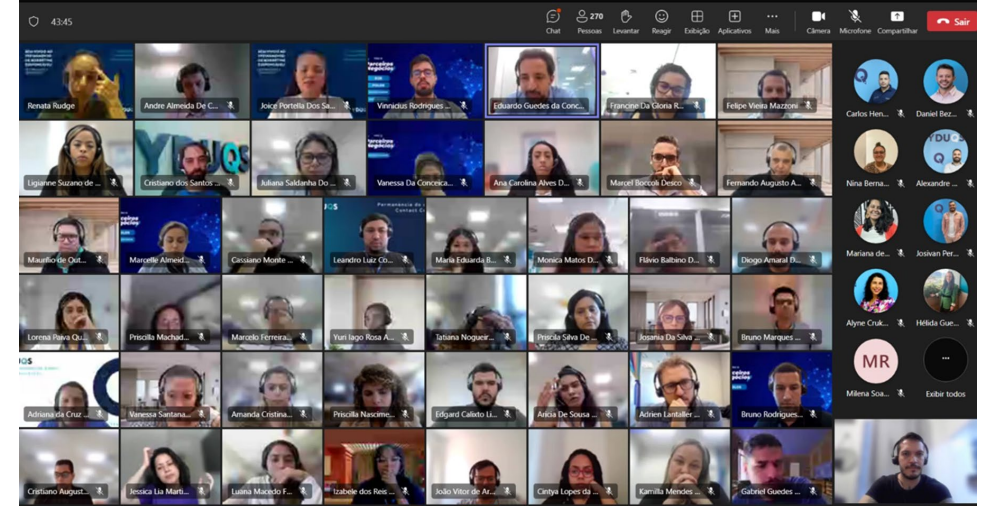 43:45
Chat
270
Pessoas
Levantar
Reagir
Exibição
Aplicativos
Mais
Câmera
Microfone
Compartilhar
Sair
Renata Rudge
Andre Almeida De C...
Joice Portella Dos Sa...
Vinnicius Rodrigues ...
Eduardo Guedes da Conc...
Francine Da Gloria R...
Felipe Vieira Mazzoni
Carlos Hen...
Daniel Bez...
Ligianne Suzano de ...
Cristiano dos Santos ...
Juliana Saldanha Do ...
Vanessa Da Conceica...
Ana Carolina Alves D...
Marcel Boccoli Desco
Fernando Augusto A...
Nina Berna...
Alexandre ...
Maurilio de Out...
Marcelle Almeid...
Cassiano Monte ...
Leandro Luiz Co...
Maria Eduarda B...
Monica Matos D...
Flávio Balbino D...
Diogo Amaral D...
Mariana de...
Josivan Per...
Lorena Paiva Qu...
Priscilla Machad...
Marcelo Ferreira...
Yuri Iago Rosa A...
Tatiana Nogueir...
Priscila Silva De ...
Josania Da Silva ...
Bruno Marques ...
Alyne Cruk...
Hélida Gue...
Adriana da Cruz ...
Vanessa Santana...
Amanda Cristina...
Priscilla Nascime...
Edgard Calixto Li...
Aricia De Sousa ...
Adrien Lantaller ...
Bruno Rodrigues...
MR
Milena Soa...
Exibir todos
Cristiano August...
Jessica Lia Marti...
Luana Macedo F...
Izabele dos Reis ...
João Vitor de Ar...
Cintya Lopes da ...
Kamilla Mendes ...
Gabriel Guedes ...